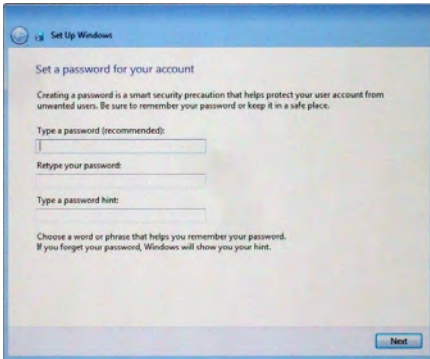 Set Up Windows
Set a password for your account
Creating a password is a smart security precaution that helps protect your user account from
unwanted users. Be sure to remember your password or keep it in a safe place.
Type a password (recommended):
Retype your password:
Type a password hint:
Choose a word or phrase that helps you remember your password.
If you forget your password, Windows will show you your hint.
Next